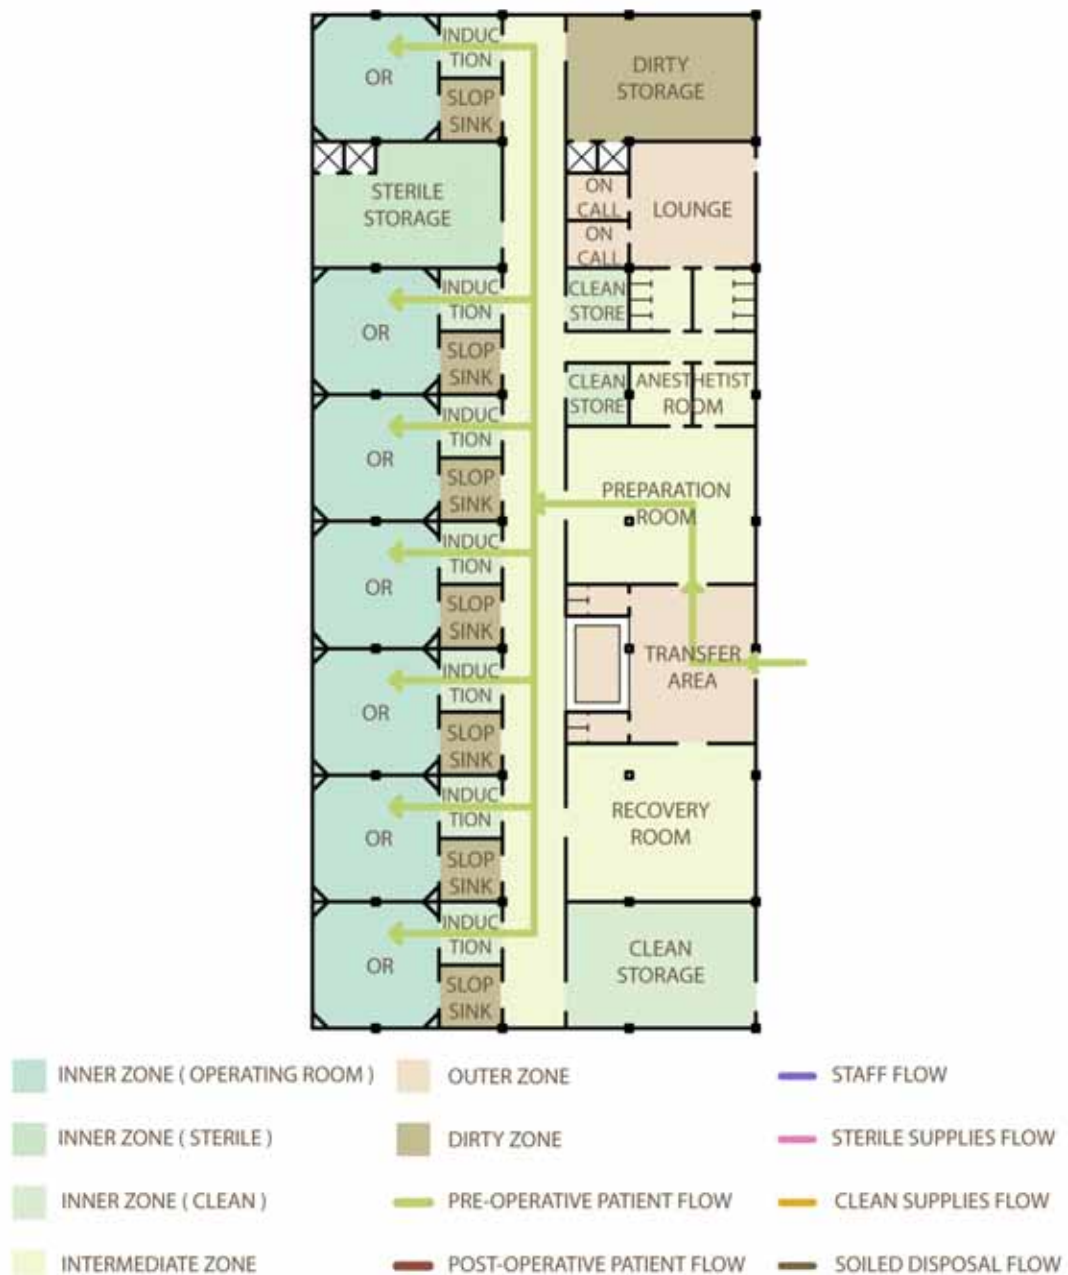 INDUC
TION
OR
SLOP
SINK
DIRTY
STORAGE
STERILE
STORAGE
ON
CALL
ON
CALL
LOUNGE
INDUC
TION
OR
SLOP
SINK
CLEAN
STORE
CLEAN
STORE
ANESTHETIST
ROOM
INDUC
TION
OR
SLOP
SINK
PREPARATION
ROOM
INDUC
TION
OR
SLOP
SINK
TRANSFER
AREA
INDUC
TION
OR
SLOP
SINK
INDUC
TION
OR
SLOP
SINK
RECOVERY
ROOM
INDUC
TION
OR
SLOP
SINK
CLEAN
STORAGE
INNER ZONE ( OPERATING ROOM )
INNER ZONE ( STERILE )
INNER ZONE ( CLEAN )
INTERMEDIATE ZONE
OUTER ZONE
DIRTY ZONE
PRE-OPERATIVE PATIENT FLOW
POST-OPERATIVE PATIENT FLOW
STAFF FLOW
STERILE SUPPLIES FLOW
CLEAN SUPPLIES FLOW
SOILED DISPOSAL FLOW